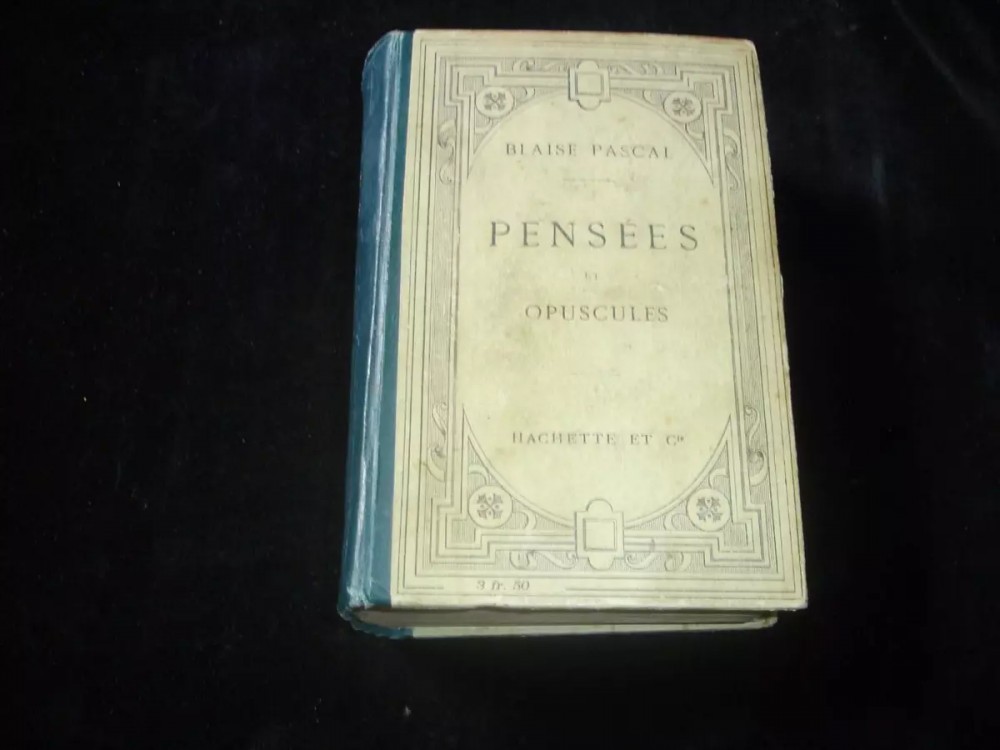 BLAISE PASCAL
PENSÉES
ET
OPUSCULES
HACHETTE ET Cie
3 fr. 50